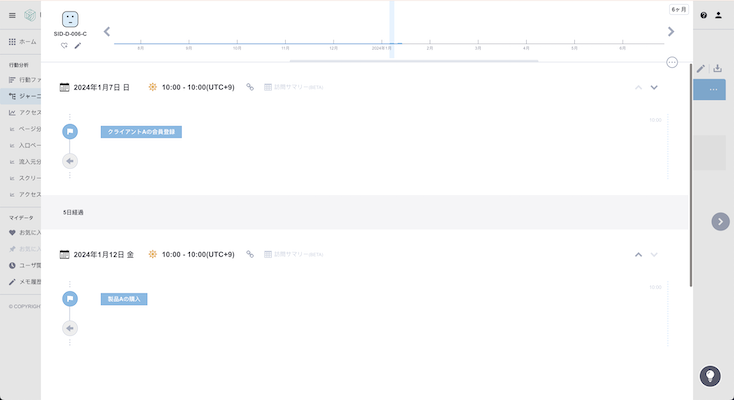 6ヶ月
SID-D-006-C
ホーム
8月
9月
10月
11月
12月
2024年1月
2月
3月
4月
5月
6月
行動分析
行動ファ
ジャーニ
アクセス
ページ分
入口ペー
流入元分
スクリー
アクセス
マイデータ
お気に入
お気に入
ユーザ関
メモ履歴
© COPYRIGHT
2024年1月7日 日
10:00 - 10:00(UTC+9)
訪問サマリー
10:00
クライアントAの会員登録
5日経過
2024年1月12日 金
10:00 - 10:00(UTC+9)
訪問サマリー
10:00
製品Aの購入